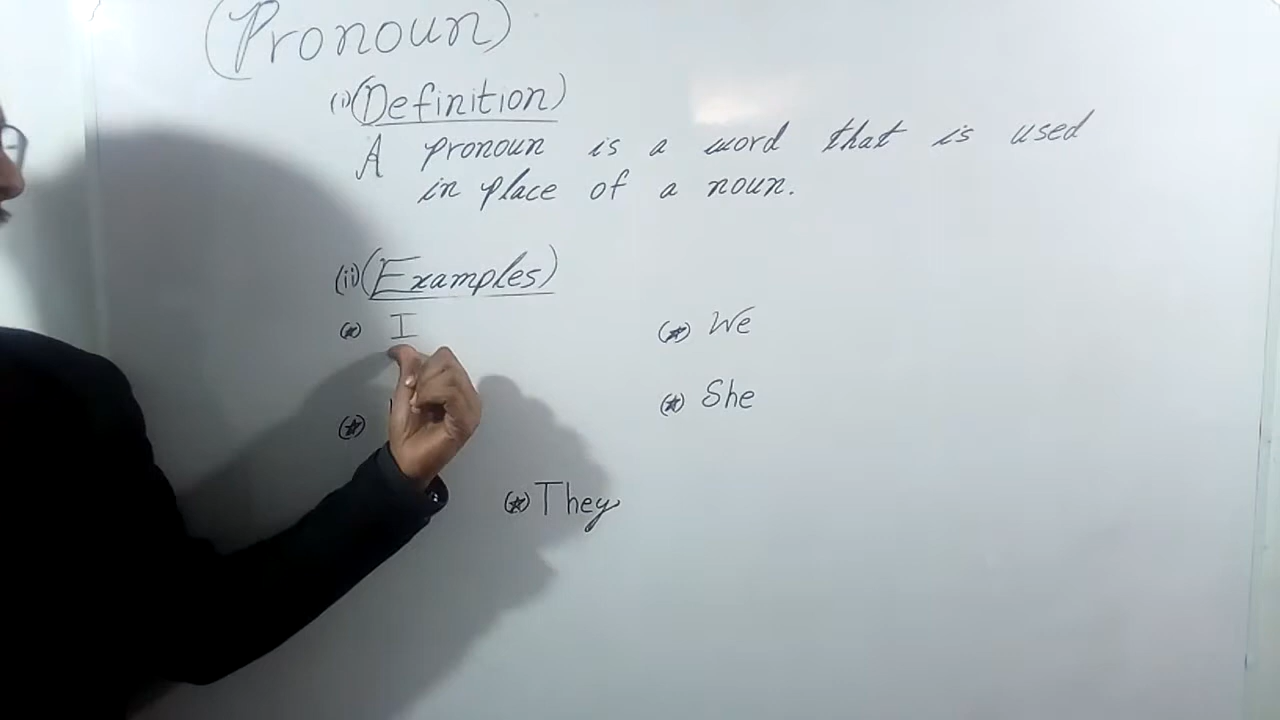 (Pronoun)
(i) (Definition)
A pronoun is a word that is used
in place of a noun.
(ii) (Examples)
(★) I (★) We
(★) (★) She
(★) They